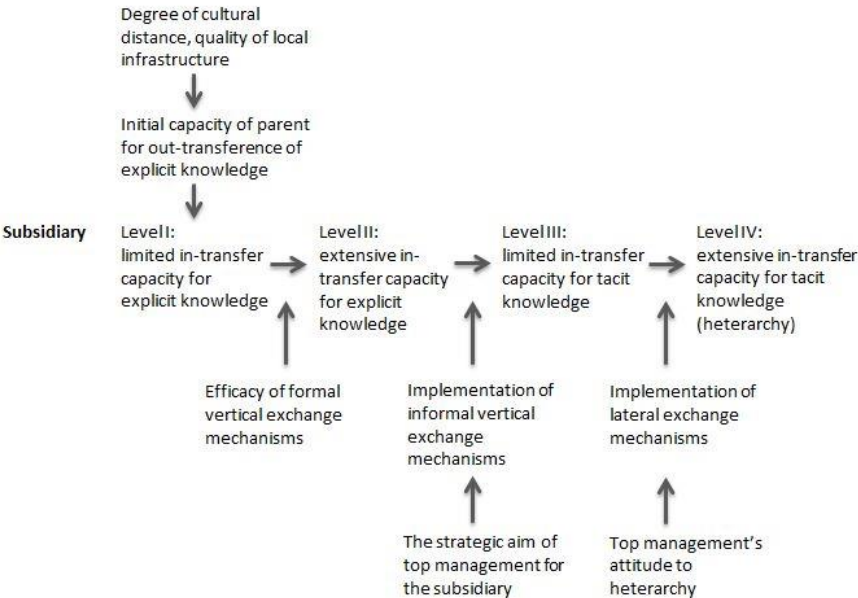 Degree of cultural
distance, quality of local
infrastructure
Initial capacity of parent
for out-transference of
explicit knowledge
Subsidiary
Level I:
limited in-transfer
capacity for
explicit knowledge
Level II:
extensive in-
transfer capacity
for explicit
knowledge
Level III:
limited in-transfer
capacity for tacit
knowledge
Level IV:
extensive in-transfer
capacity for tacit
knowledge
(heterarchy)
Efficacy of formal
vertical exchange
mechanisms
Implementation of
informal vertical
exchange
mechanisms
Implementation of
lateral exchange
mechanisms
The strategic aim of
top management for
the subsidiary
Top management's
attitude to
heterarchy